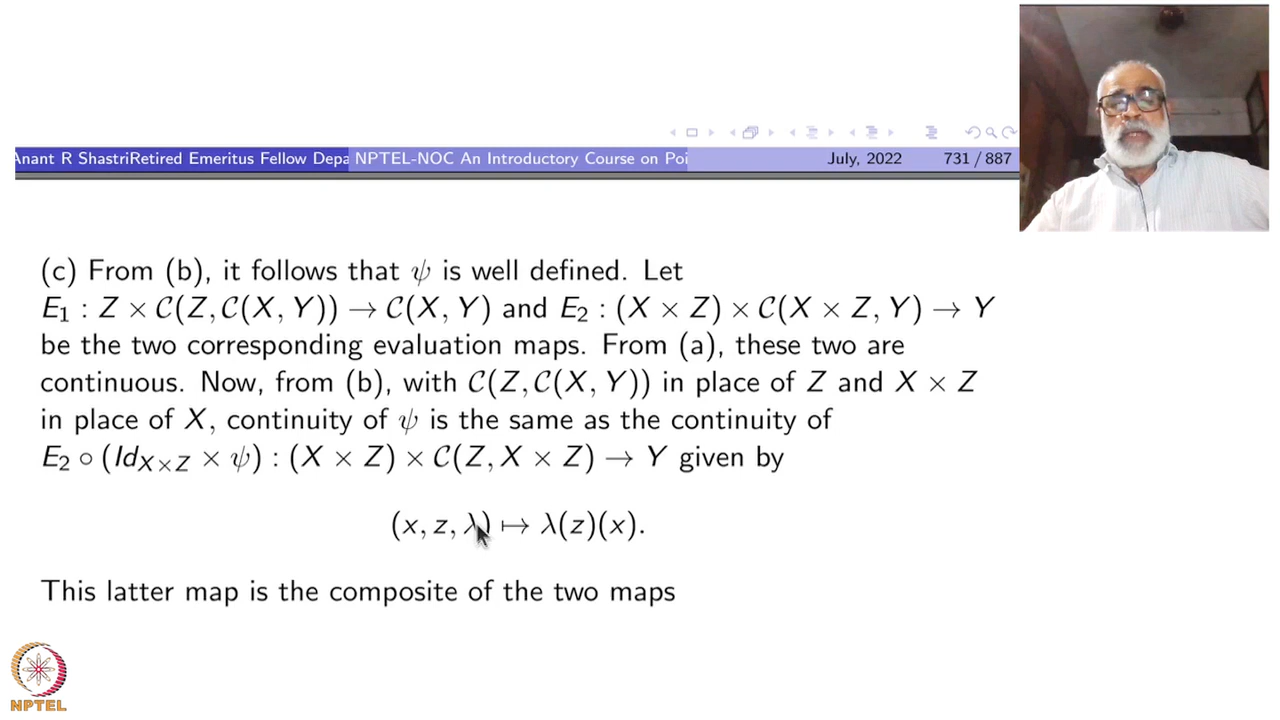 Anant R ShastriRetired Emeritus Fellow Depa NPTEL-NOC An Introductory Course on Poi July, 2022 731 / 887
(c) From (b), it follows that ψ is well defined. Let
E₁ : Z × 𝒞(Z, 𝒞(X, Y)) → 𝒞(X, Y) and E₂ : (X × Z) × 𝒞(X × Z, Y) → Y
be the two corresponding evaluation maps. From (a), these two are
continuous. Now, from (b), with 𝒞(Z, 𝒞(X, Y)) in place of Z and X × Z
in place of X, continuity of ψ is the same as the continuity of
E₂ ∘ (Id_{X×Z} × ψ) : (X × Z) × 𝒞(Z, X × Z) → Y given by
(x, z, λ) ↦ λ(z)(x).
This latter map is the composite of the two maps
NPTEL